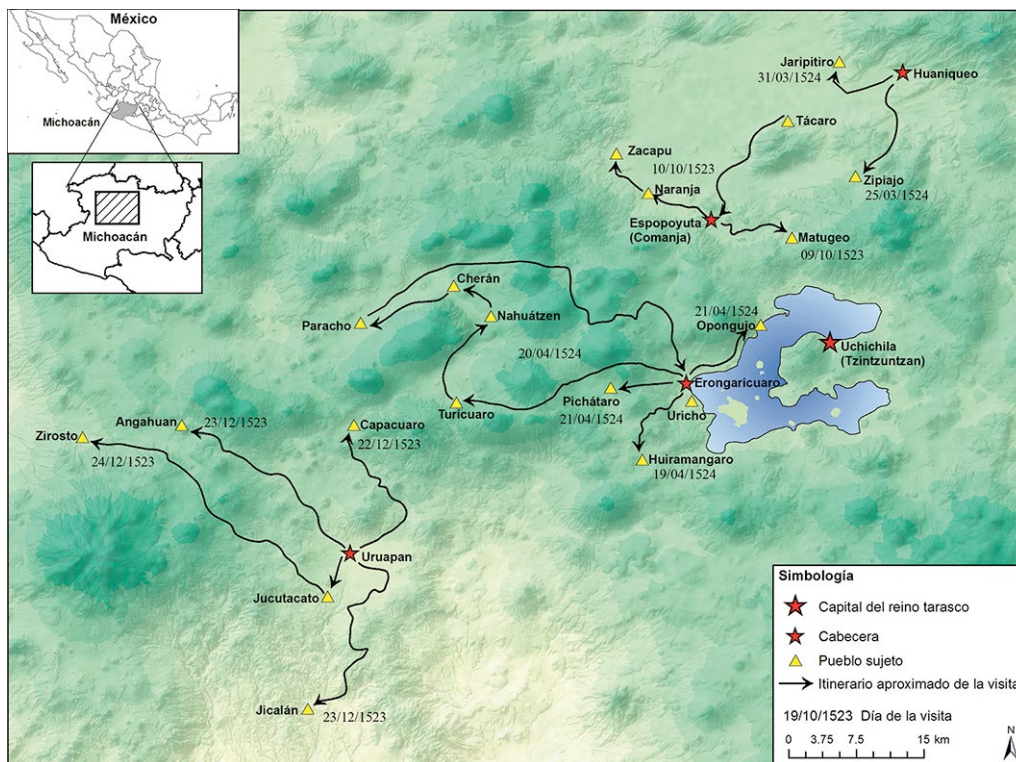 México
Michoacán
Michoacán
Jaripitiro
31/03/1524
Huaniqueo
Tácaro
Zacapu
10/10/1523
Naranja
Zipiajo
25/03/1524
Espopoyuta
(Comanja)
Matugeo
09/10/1523
Cherán
Paracho
Nahuátzen
21/04/1524
Opongujo
Uchichila
(Tzintzuntzan)
20/04/1524
Erongarícuaro
Pichátaro
21/04/1524
Uricho
Turícuaro
Angahuan
23/12/1523
Capacuaro
22/12/1523
Zirosto
24/12/1523
Huiramangaro
19/04/1524
Uruapan
Jucutacato
Jicalán
23/12/1523
Simbología
Capital del reino tarasco
Cabecera
Pueblo sujeto
Itinerario aproximado de la visita
19/10/1523 Día de la visita
0 3.75 7.5 15 km
N